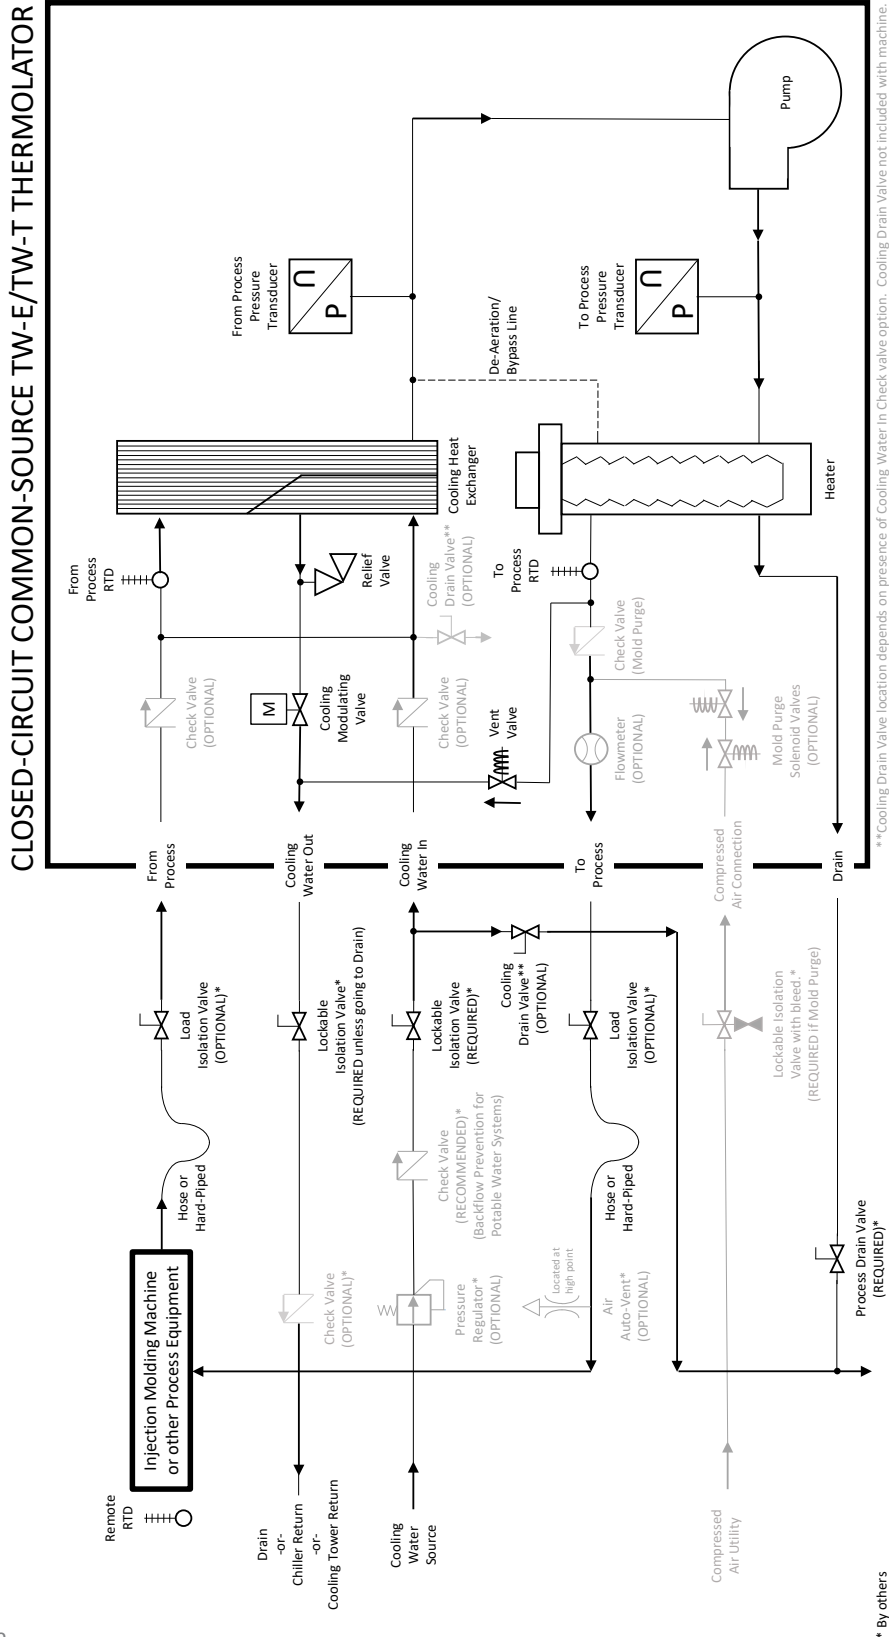 CLOSED-CIRCUIT COMMON-SOURCE TW-E/TW-T THERMOLATOR
Remote
RTD
Injection Molding Machine
or other Process Equipment
Hose or
Hard-Piped
Load
Isolation Valve
(OPTIONAL)*
From
Process
Check Valve
(OPTIONAL)
From
Process
RTD
Drain
-or-
Chiller Return
-or-
Cooling Tower Return
Check Valve
(OPTIONAL)*
Lockable
Isolation Valve*
(REQUIRED unless going to Drain)
Cooling
Water Out
M
Cooling
Modulating
Valve
Relief
Valve
Cooling Heat
Exchanger
From Process
Pressure
Transducer
P
U
Cooling
Water
Source
Pressure
Regulator*
(OPTIONAL)
Check Valve
(RECOMMENDED)*
(Backflow Prevention for
Potable Water Systems)
Lockable
Isolation Valve
(REQUIRED)*
Cooling
Water In
Check Valve
(OPTIONAL)
Cooling
Drain Valve**
(OPTIONAL)
Vent
Valve
De-Aeration/
Bypass Line
Cooling
Drain Valve**
(OPTIONAL)
Located at
high point
Air
Auto-Vent*
(OPTIONAL)
Hose or
Hard-Piped
Load
Isolation Valve
(OPTIONAL)*
To
Process
Flowmeter
(OPTIONAL)
Check Valve
(Mold Purge)
To
Process
RTD
Heater
To Process
Pressure
Transducer
P
U
Pump
Compressed
Air Utility
Lockable Isolation
Valve with bleed.*
(REQUIRED if Mold Purge)
Compressed
Air Connection
Mold Purge
Solenoid Valves
(OPTIONAL)
Process Drain Valve
(REQUIRED)*
Drain
* By others
**Cooling Drain Valve location depends on presence of Cooling Water In Check valve option. Cooling Drain Valve not included with machine.